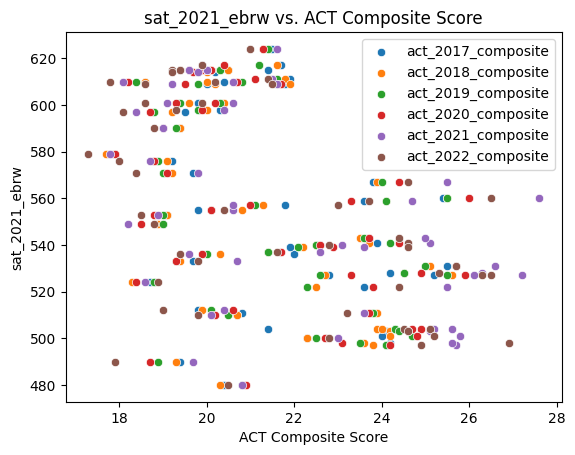 sat_2021_ebrw vs. ACT Composite Score
act_2017_composite
act_2018_composite
act_2019_composite
act_2020_composite
act_2021_composite
act_2022_composite
sat_2021_ebrw
620
600
580
560
540
520
500
480
18 20 22 24 26 28
ACT Composite Score